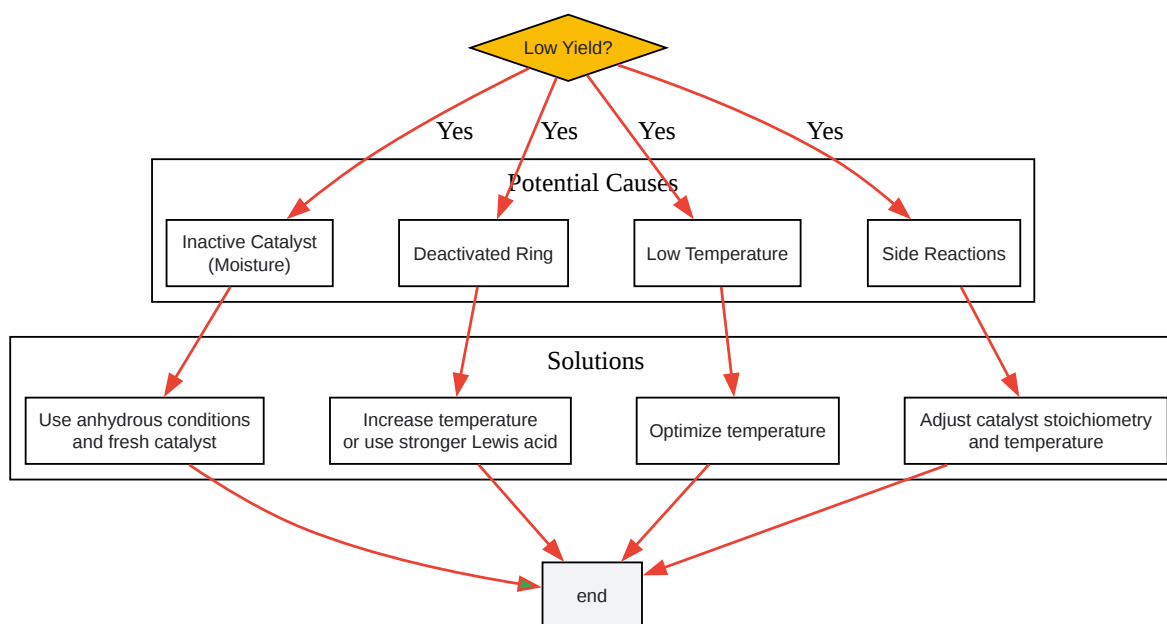 Low Yield?
Yes
Yes
Yes
Yes
Potential Causes
Inactive Catalyst
(Moisture)
Deactivated Ring
Low Temperature
Side Reactions
Solutions
Use anhydrous conditions
and fresh catalyst
Increase temperature
or use stronger Lewis acid
Optimize temperature
Adjust catalyst stoichiometry
and temperature
end